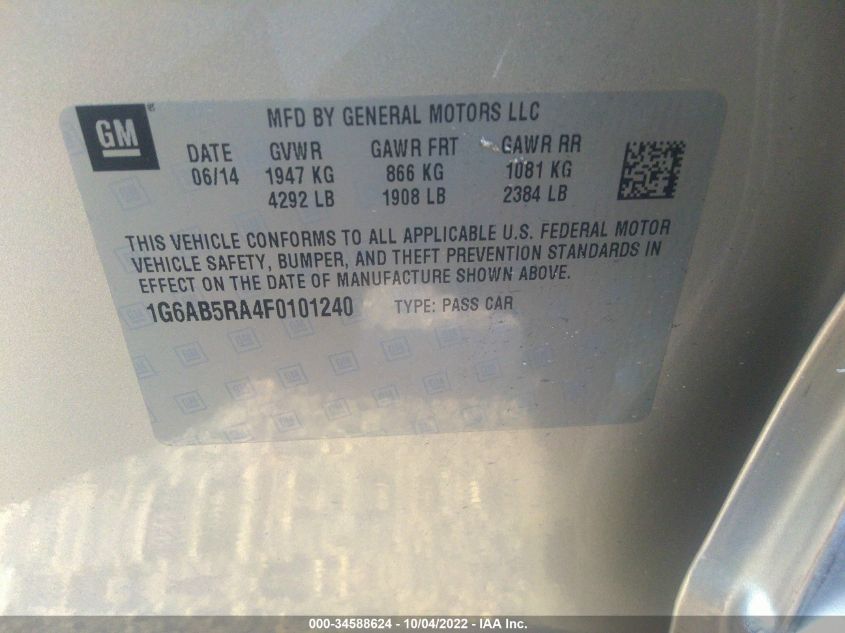 GM
MFD BY GENERAL MOTORS LLC
DATE GVWR GAWR FRT GAWR RR
06/14 1947 KG 866 KG 1081 KG
4292 LB 1908 LB 2384 LB
THIS VEHICLE CONFORMS TO ALL APPLICABLE U.S. FEDERAL MOTOR
VEHICLE SAFETY, BUMPER, AND THEFT PREVENTION STANDARDS IN
EFFECT ON THE DATE OF MANUFACTURE SHOWN ABOVE.
1G6AB5RA4F0101240 TYPE: PASS CAR
000-34588624 - 10/04/2022 - IAA Inc.